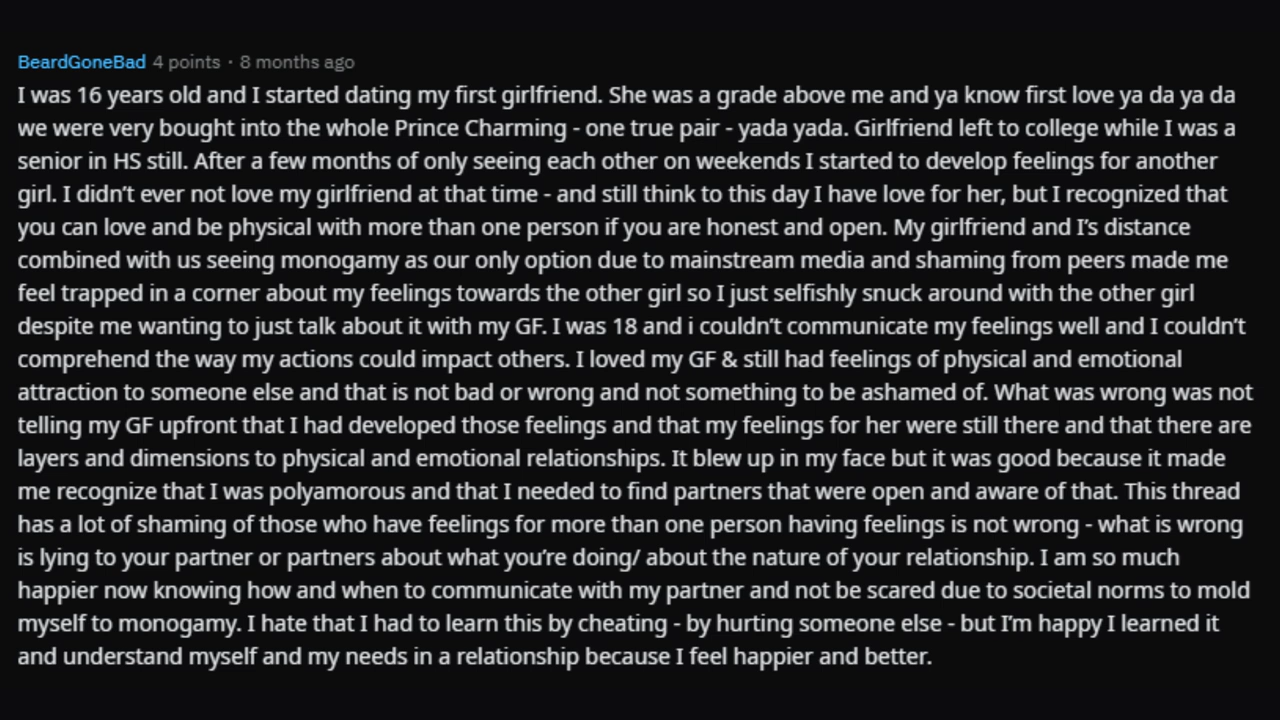 BeardGoneBad 4 points · 8 months ago
I was 16 years old and I started dating my first girlfriend. She was a grade above me and ya know first love ya da ya da
we were very bought into the whole Prince Charming - one true pair - yada yada. Girlfriend left to college while I was a
senior in HS still. After a few months of only seeing each other on weekends I started to develop feelings for another
girl. I didn’t ever not love my girlfriend at that time - and still think to this day I have love for her, but I recognized that
you can love and be physical with more than one person if you are honest and open. My girlfriend and I’s distance
combined with us seeing monogamy as our only option due to mainstream media and shaming from peers made me
feel trapped in a corner about my feelings towards the other girl so I just selfishly snuck around with the other girl
despite me wanting to just talk about it with my GF. I was 18 and i couldn’t communicate my feelings well and I couldn’t
comprehend the way my actions could impact others. I loved my GF & still had feelings of physical and emotional
attraction to someone else and that is not bad or wrong and not something to be ashamed of. What was wrong was not
telling my GF upfront that I had developed those feelings and that my feelings for her were still there and that there are
layers and dimensions to physical and emotional relationships. It blew up in my face but it was good because it made
me recognize that I was polyamorous and that I needed to find partners that were open and aware of that. This thread
has a lot of shaming of those who have feelings for more than one person having feelings is not wrong - what is wrong
is lying to your partner or partners about what you’re doing/ about the nature of your relationship. I am so much
happier now knowing how and when to communicate with my partner and not be scared due to societal norms to mold
myself to monogamy. I hate that I had to learn this by cheating - by hurting someone else - but I’m happy I learned it
and understand myself and my needs in a relationship because I feel happier and better.